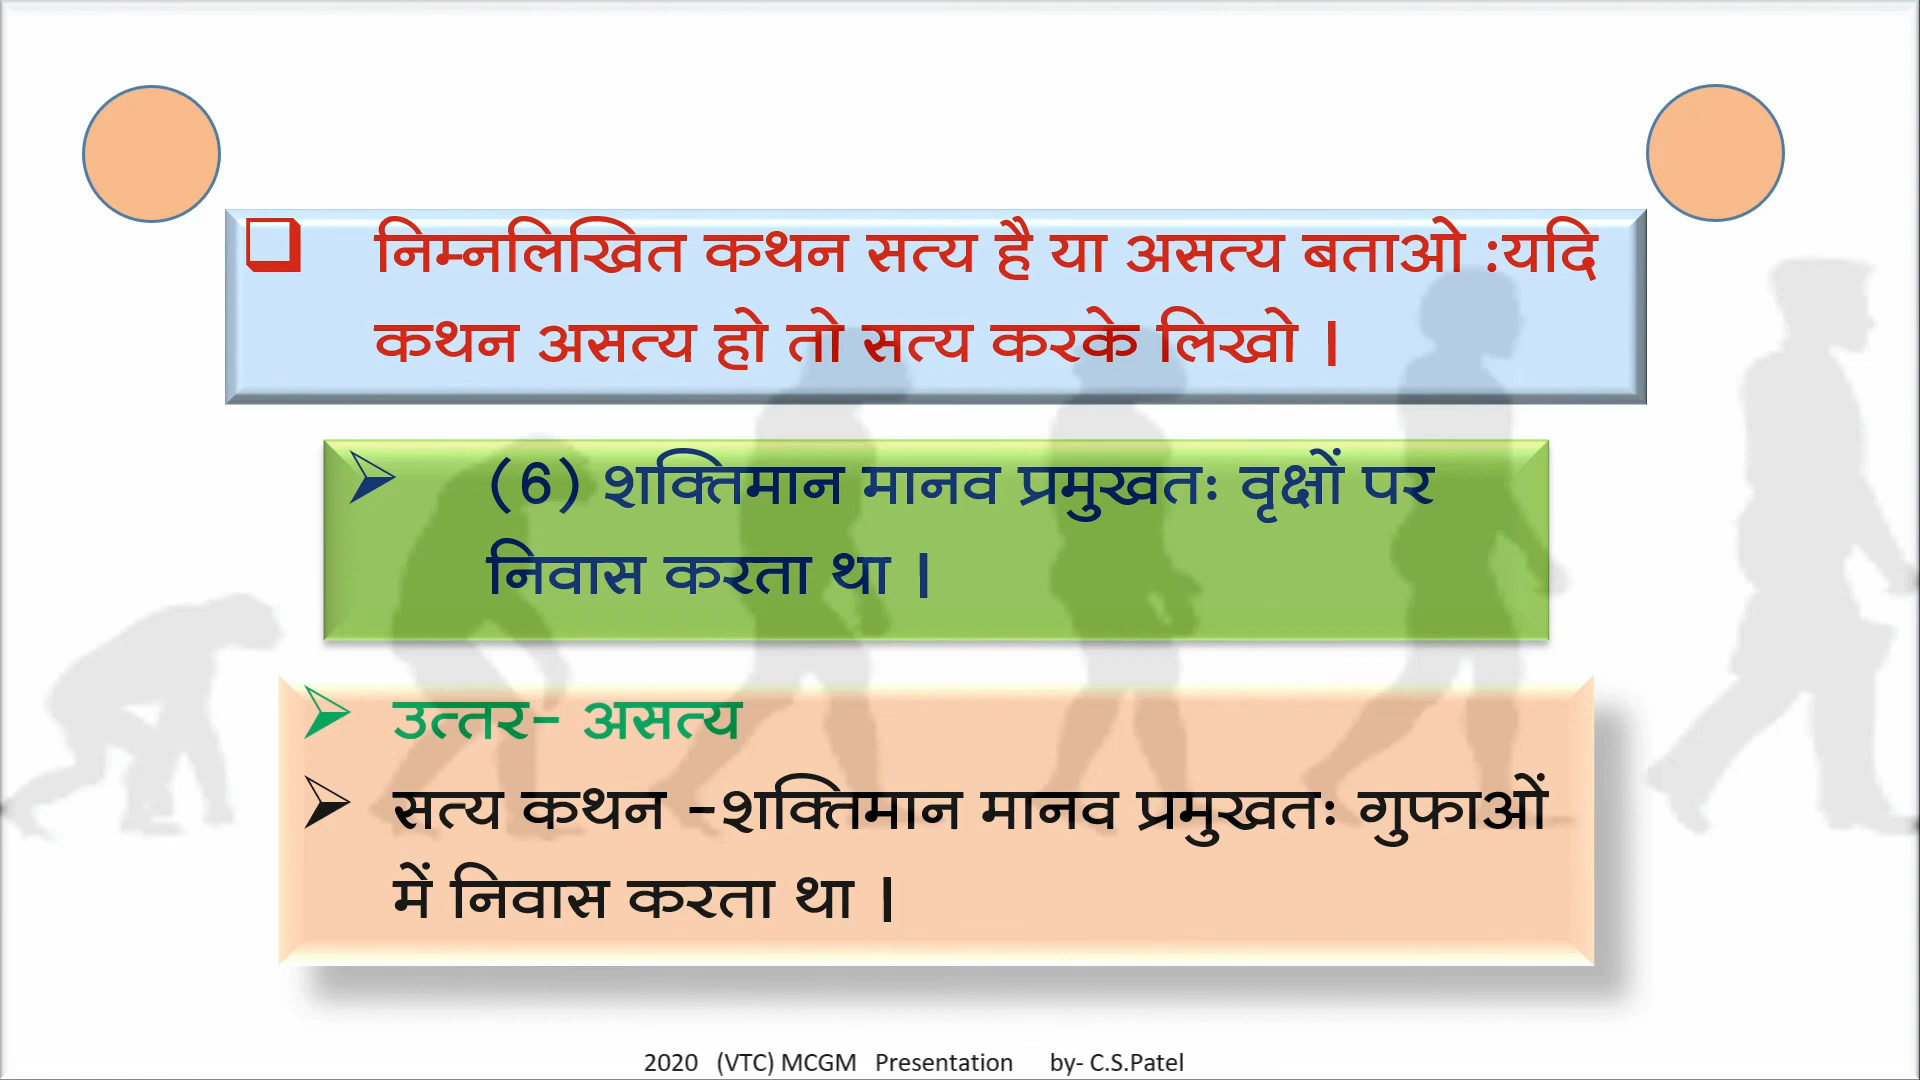 निम्नलिखित कथन सत्य है या असत्य बताओ :यदि
कथन असत्य हो तो सत्य करके लिखो ।
(6) शक्तिमान मानव प्रमुखतः वृक्षों पर
निवास करता था ।
उत्तर- असत्य
सत्य कथन -शक्तिमान मानव प्रमुखतः गुफाओं
में निवास करता था ।
2020 (VTC) MCGM Presentation by- C.S.Patel